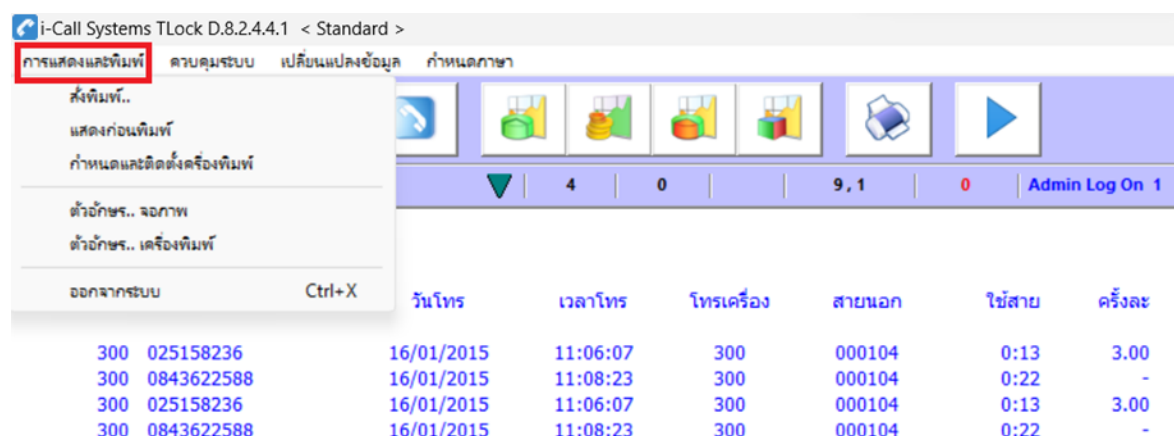 i-Call Systems TLock D.8.2.4.4.1 < Standard >
การแสดงและพิมพ์ ควบคุมระบบ เปลี่ยนแปลงข้อมูล กำหนดภาษา
สั่งพิมพ์..
แสดงก่อนพิมพ์
กำหนดและติดตั้งครื่องพิมพ์
4 0 9,1 0 Admin Log On 1
ตัวอักษร.. จอภาพ
ตัวอักษร.. เครื่องพิมพ์
ออกจากระบบ Ctrl+X
วันโทร เวลาโทร โทรเครื่อง สายนอก ใช้สาย ครั้งละ
300 025158236 16/01/2015 11:06:07 300 000104 0:13 3.00
300 0843622588 16/01/2015 11:08:23 300 000104 0:22 -
300 025158236 16/01/2015 11:06:07 300 000104 0:13 3.00
300 0843622588 16/01/2015 11:08:23 300 000104 0:22 -